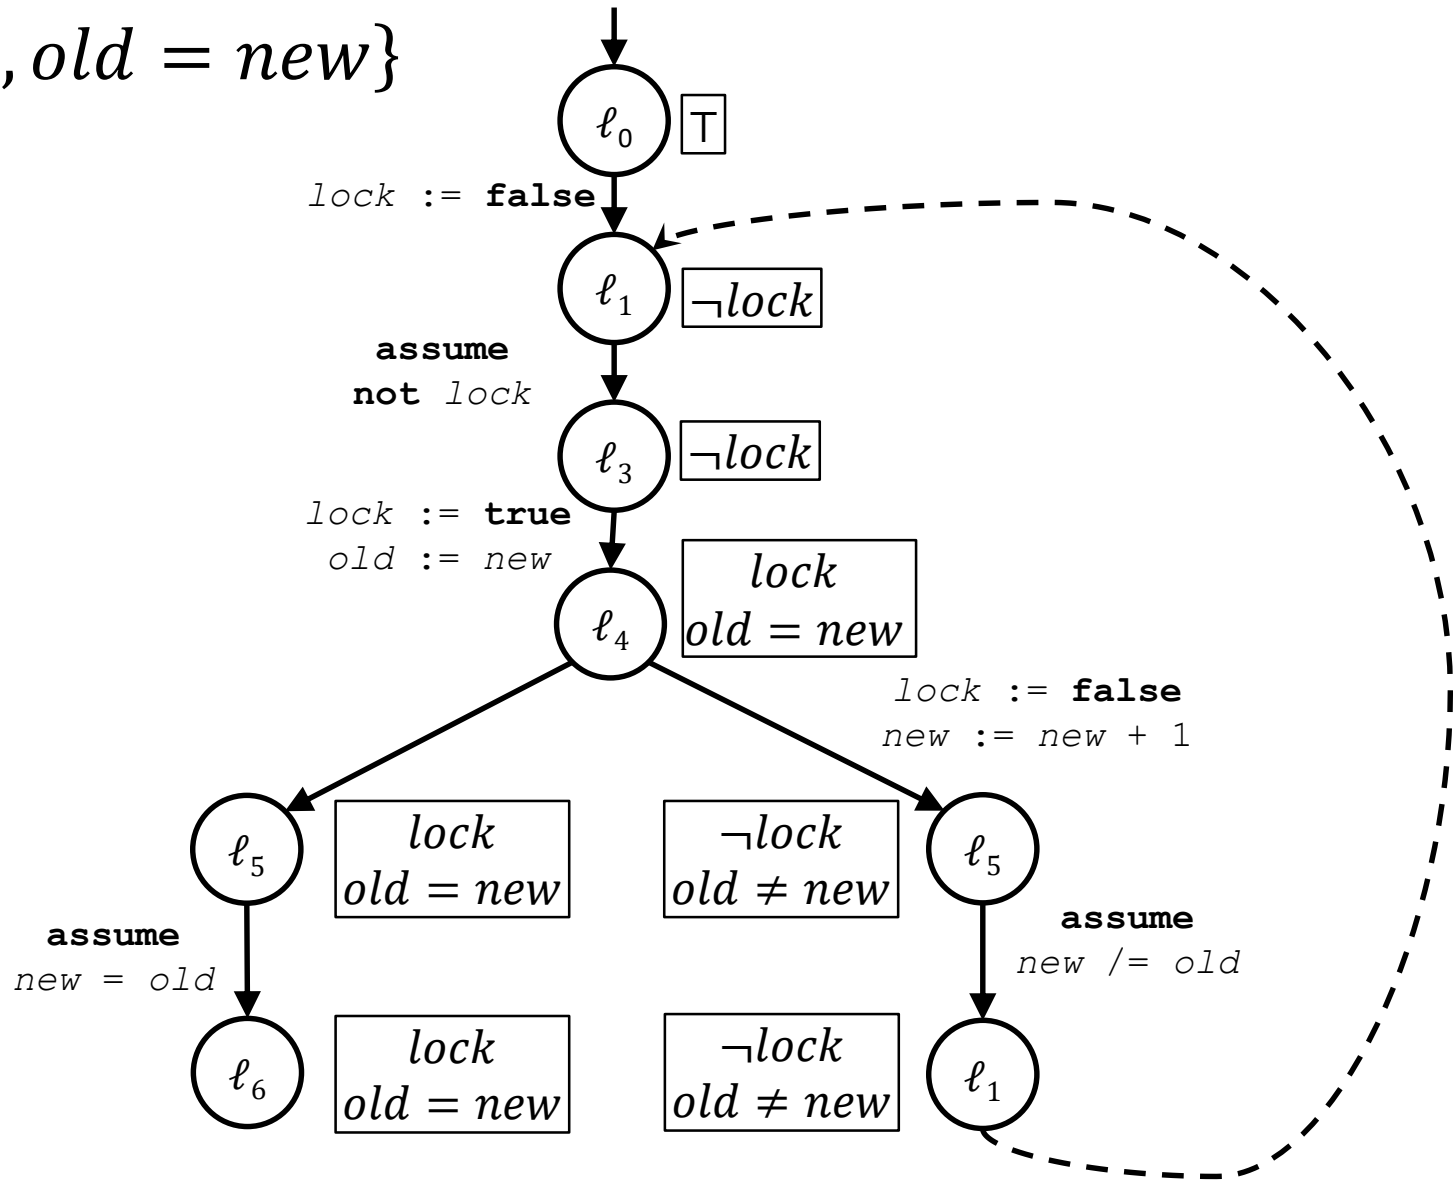 , old = new}
ℓ0
T
lock := false
ℓ1
¬lock
assume
not lock
ℓ3
¬lock
lock := true
old := new
ℓ4
lock
old = new
lock := false
new := new + 1
ℓ5
lock
old = new
¬lock
old ≠ new
ℓ5
assume
new = old
assume
new /= old
ℓ6
lock
old = new
¬lock
old ≠ new
ℓ1